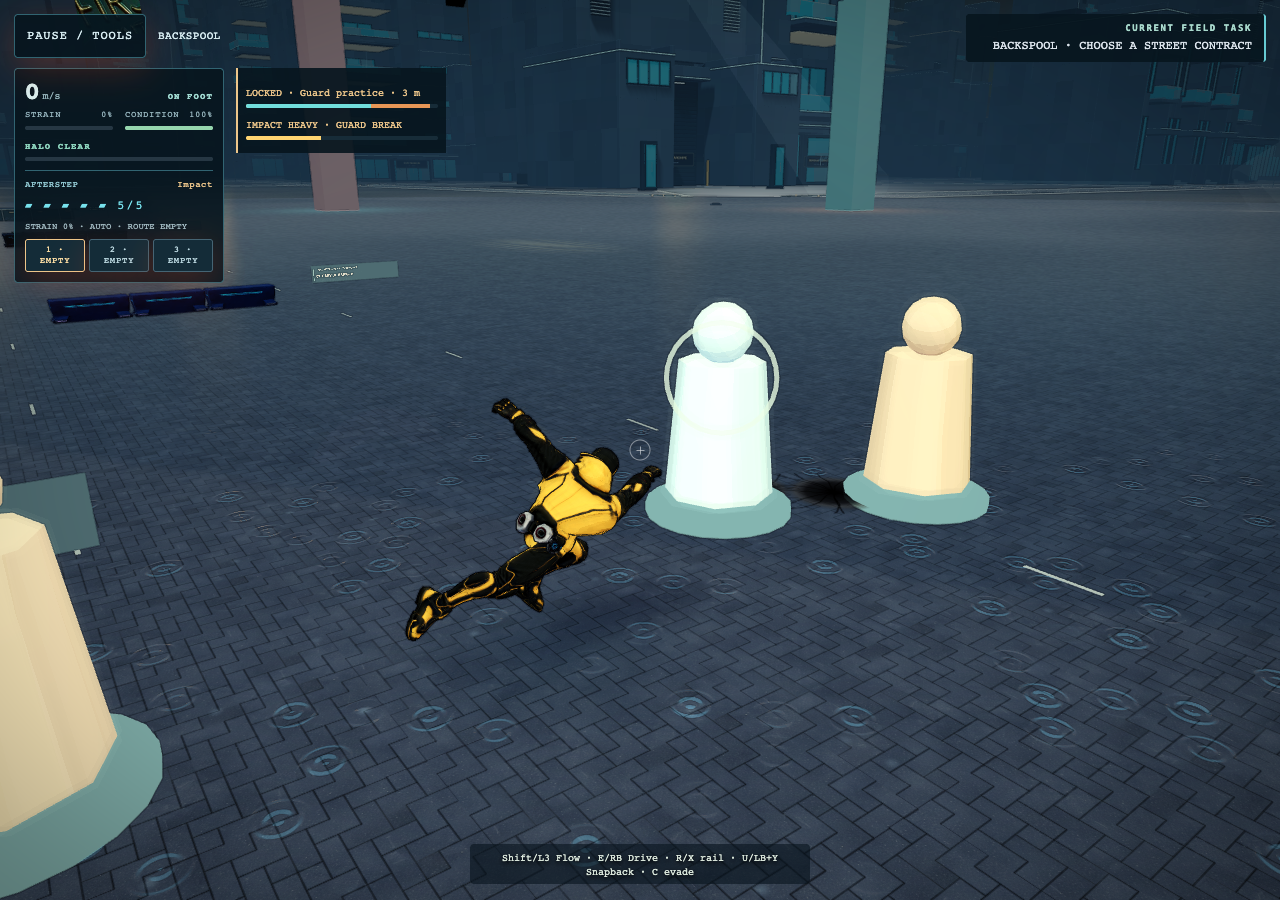 PAUSE / TOOLS
BACKSPOOL
CURRENT FIELD TASK
BACKSPOOL · CHOOSE A STREET CONTRACT
0 m/s
ON FOOT
STRAIN 0%
CONDITION 100%
HALO CLEAR
AFTERSTEP
Impact
5/5
STRAIN 0% · AUTO · ROUTE EMPTY
1 · EMPTY
2 · EMPTY
3 · EMPTY
LOCKED · Guard practice · 3 m
IMPACT HEAVY · GUARD BREAK
Shift/L3 Flow · E/RB Drive · R/X rail · U/LB+Y
Snapback · C evade